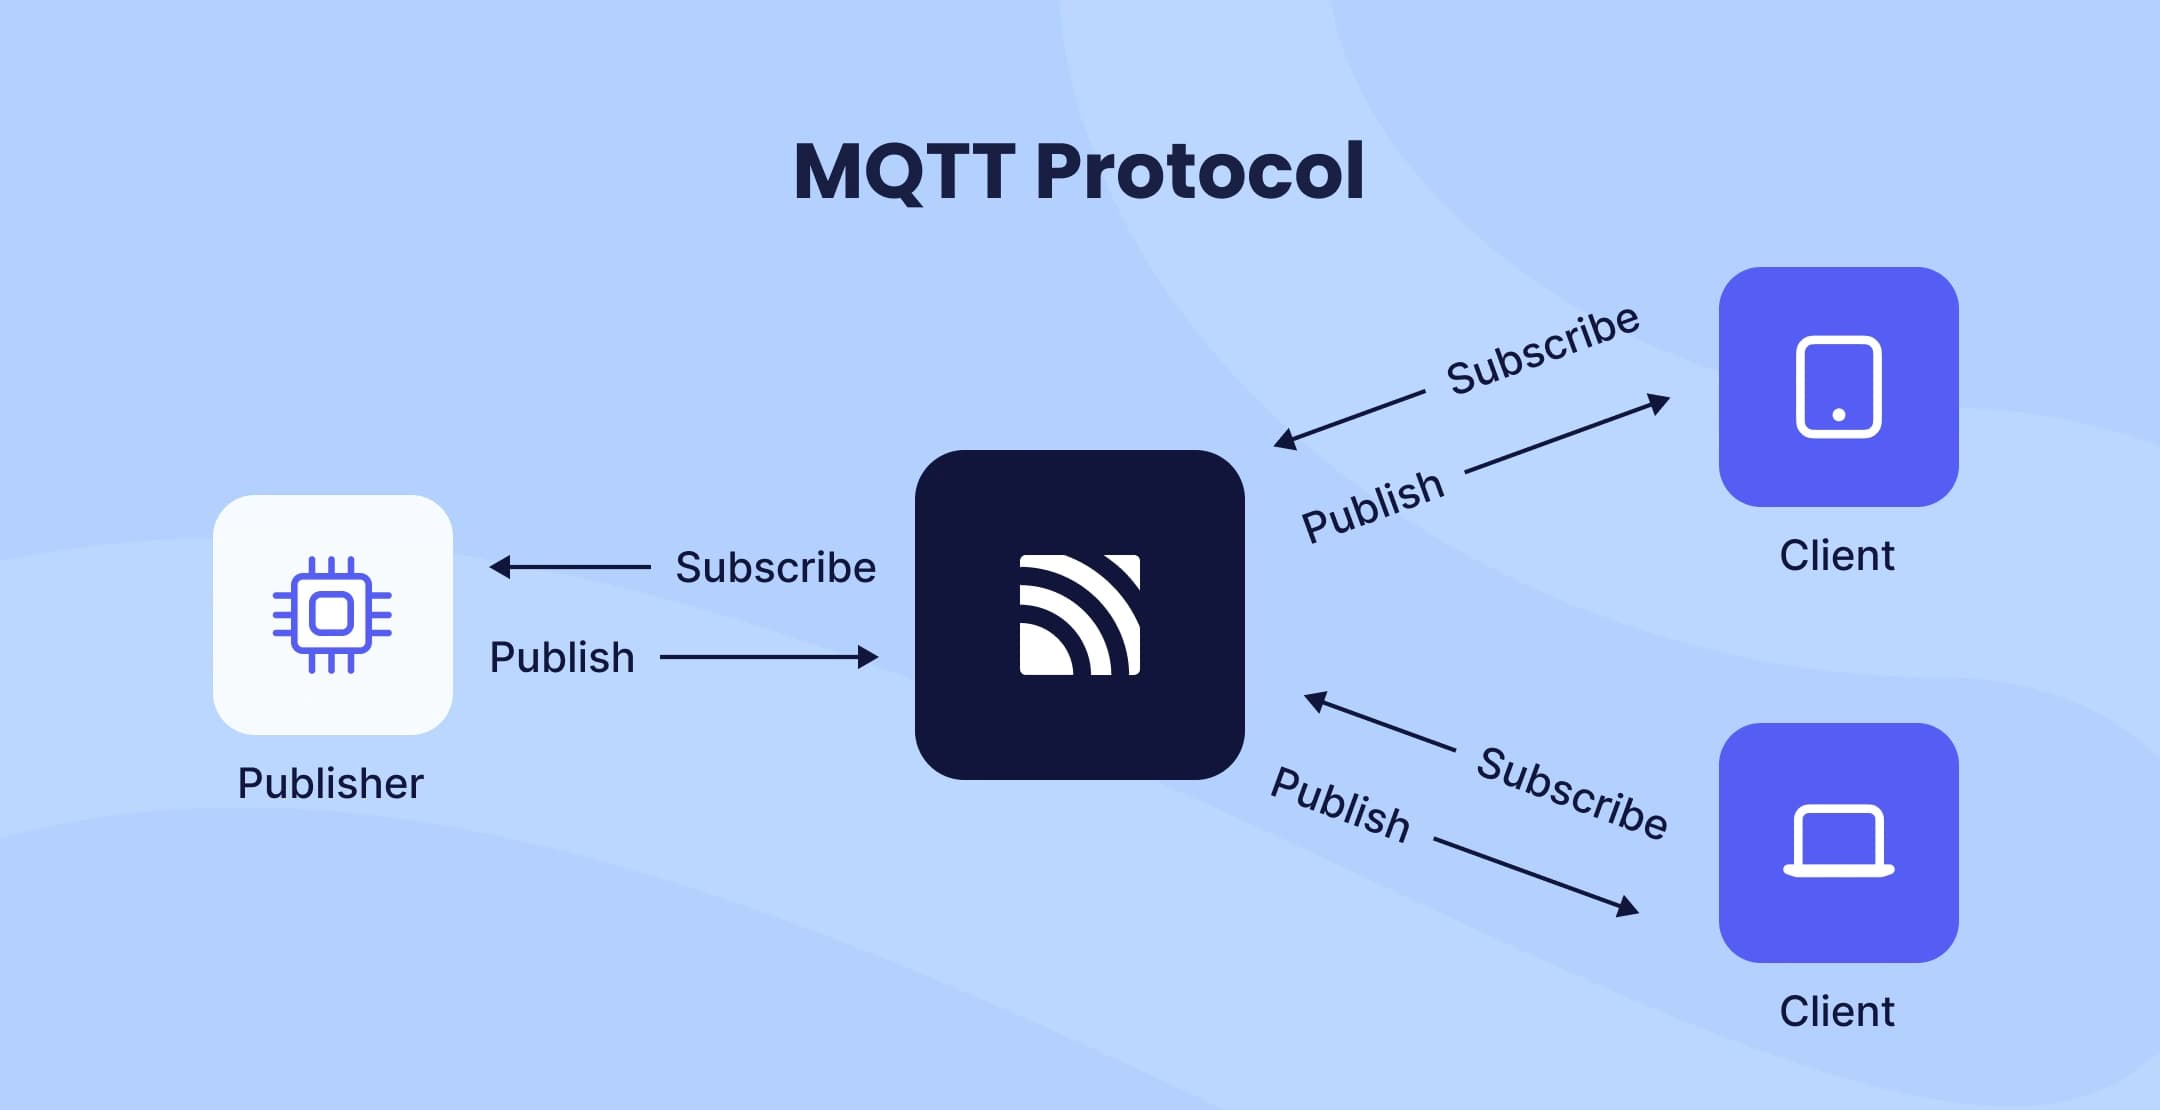 MQTT Protocol
Subscribe
Publish
Publisher
Subscribe
Publish
Client
Subscribe
Publish
Client